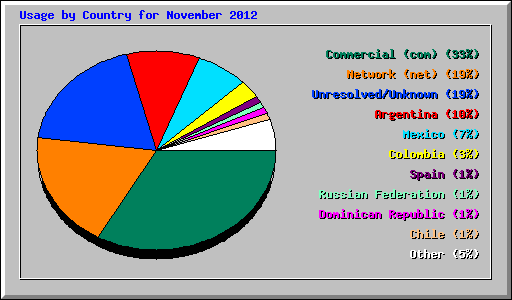 Usage by Country for November 2012
Commercial (com) (33%)
Network (net) (19%)
Unresolved/Unknown (19%)
Argentina (10%)
Mexico (7%)
Colombia (3%)
Spain (1%)
Russian Federation (1%)
Dominican Republic (1%)
Chile (1%)
Other (5%)